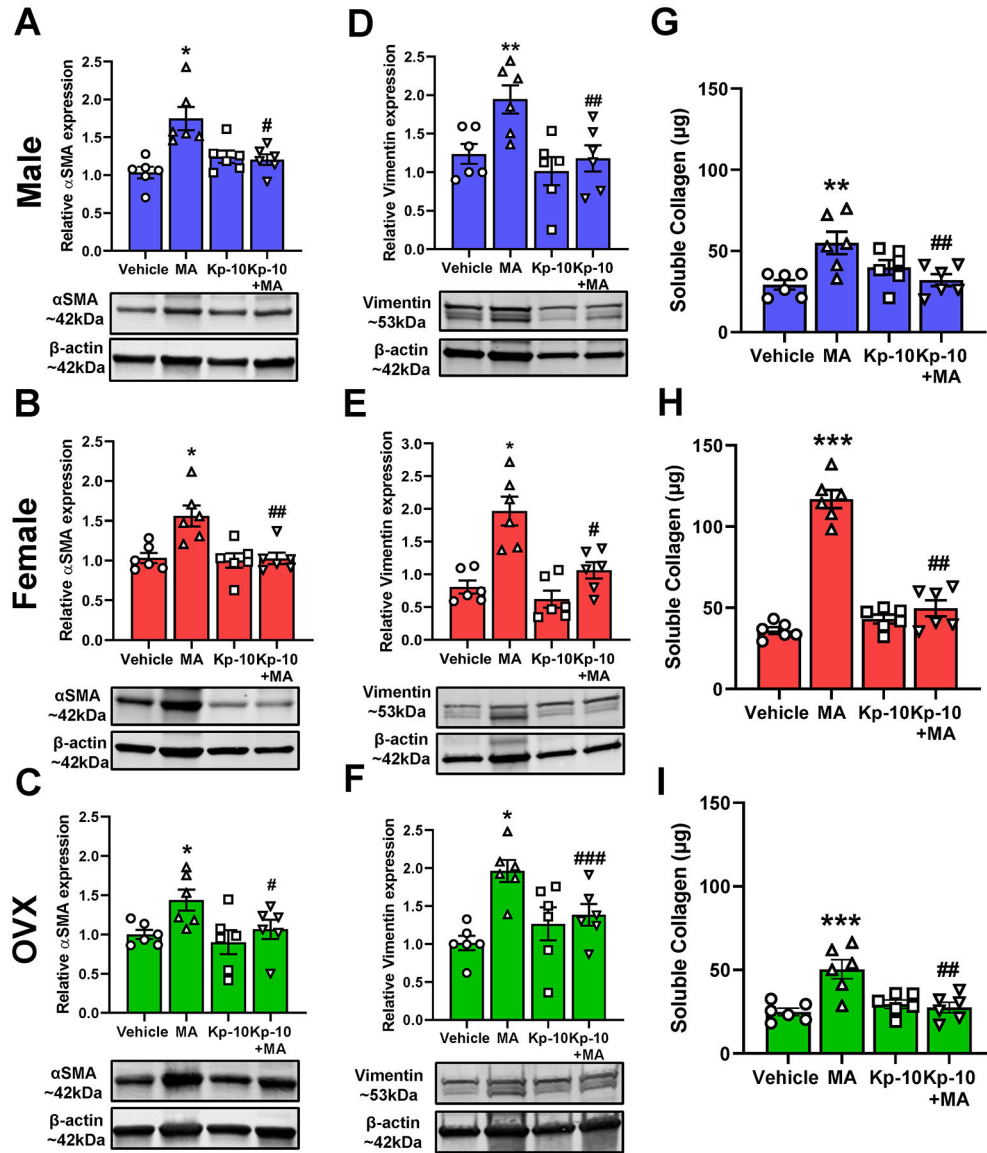 A
Male
Relative αSMA expression
2.5
2.0
1.5
1.0
0.5
0.0
*
#
Vehicle MA Kp-10 Kp-10
+MA
αSMA
~42kDa
β-actin
~42kDa
D
Relative Vimentin expression
2.5
2.0
1.5
1.0
0.5
0.0
**
##
Vehicle MA Kp-10 Kp-10
+MA
Vimentin
~53kDa
β-actin
~42kDa
G
Soluble Collagen (µg)
150
100
50
0
**
##
Vehicle MA Kp-10 Kp-10
+MA
B
Female
Relative αSMA expression
2.5
2.0
1.5
1.0
0.5
0.0
*
##
Vehicle MA Kp-10 Kp-10
+MA
αSMA
~42kDa
β-actin
~42kDa
E
Relative Vimentin expression
3.0
2.5
2.0
1.5
1.0
0.5
0.0
*
#
Vehicle MA Kp-10 Kp-10
+MA
Vimentin
~53kDa
β-actin
~42kDa
H
Soluble Collagen (µg)
150
100
50
0
***
##
Vehicle MA Kp-10 Kp-10
+MA
C
OVX
Relative αSMA expression
2.5
2.0
1.5
1.0
0.5
0.0
*
#
Vehicle MA Kp-10 Kp-10
+MA
αSMA
~42kDa
β-actin
~42kDa
F
Relative Vimentin expression
2.5
2.0
1.5
1.0
0.5
0.0
*
###
Vehicle MA Kp-10 Kp-10
+MA
Vimentin
~53kDa
β-actin
~42kDa
I
Soluble Collagen (µg)
150
100
50
0
***
##
Vehicle MA Kp-10 Kp-10
+MA